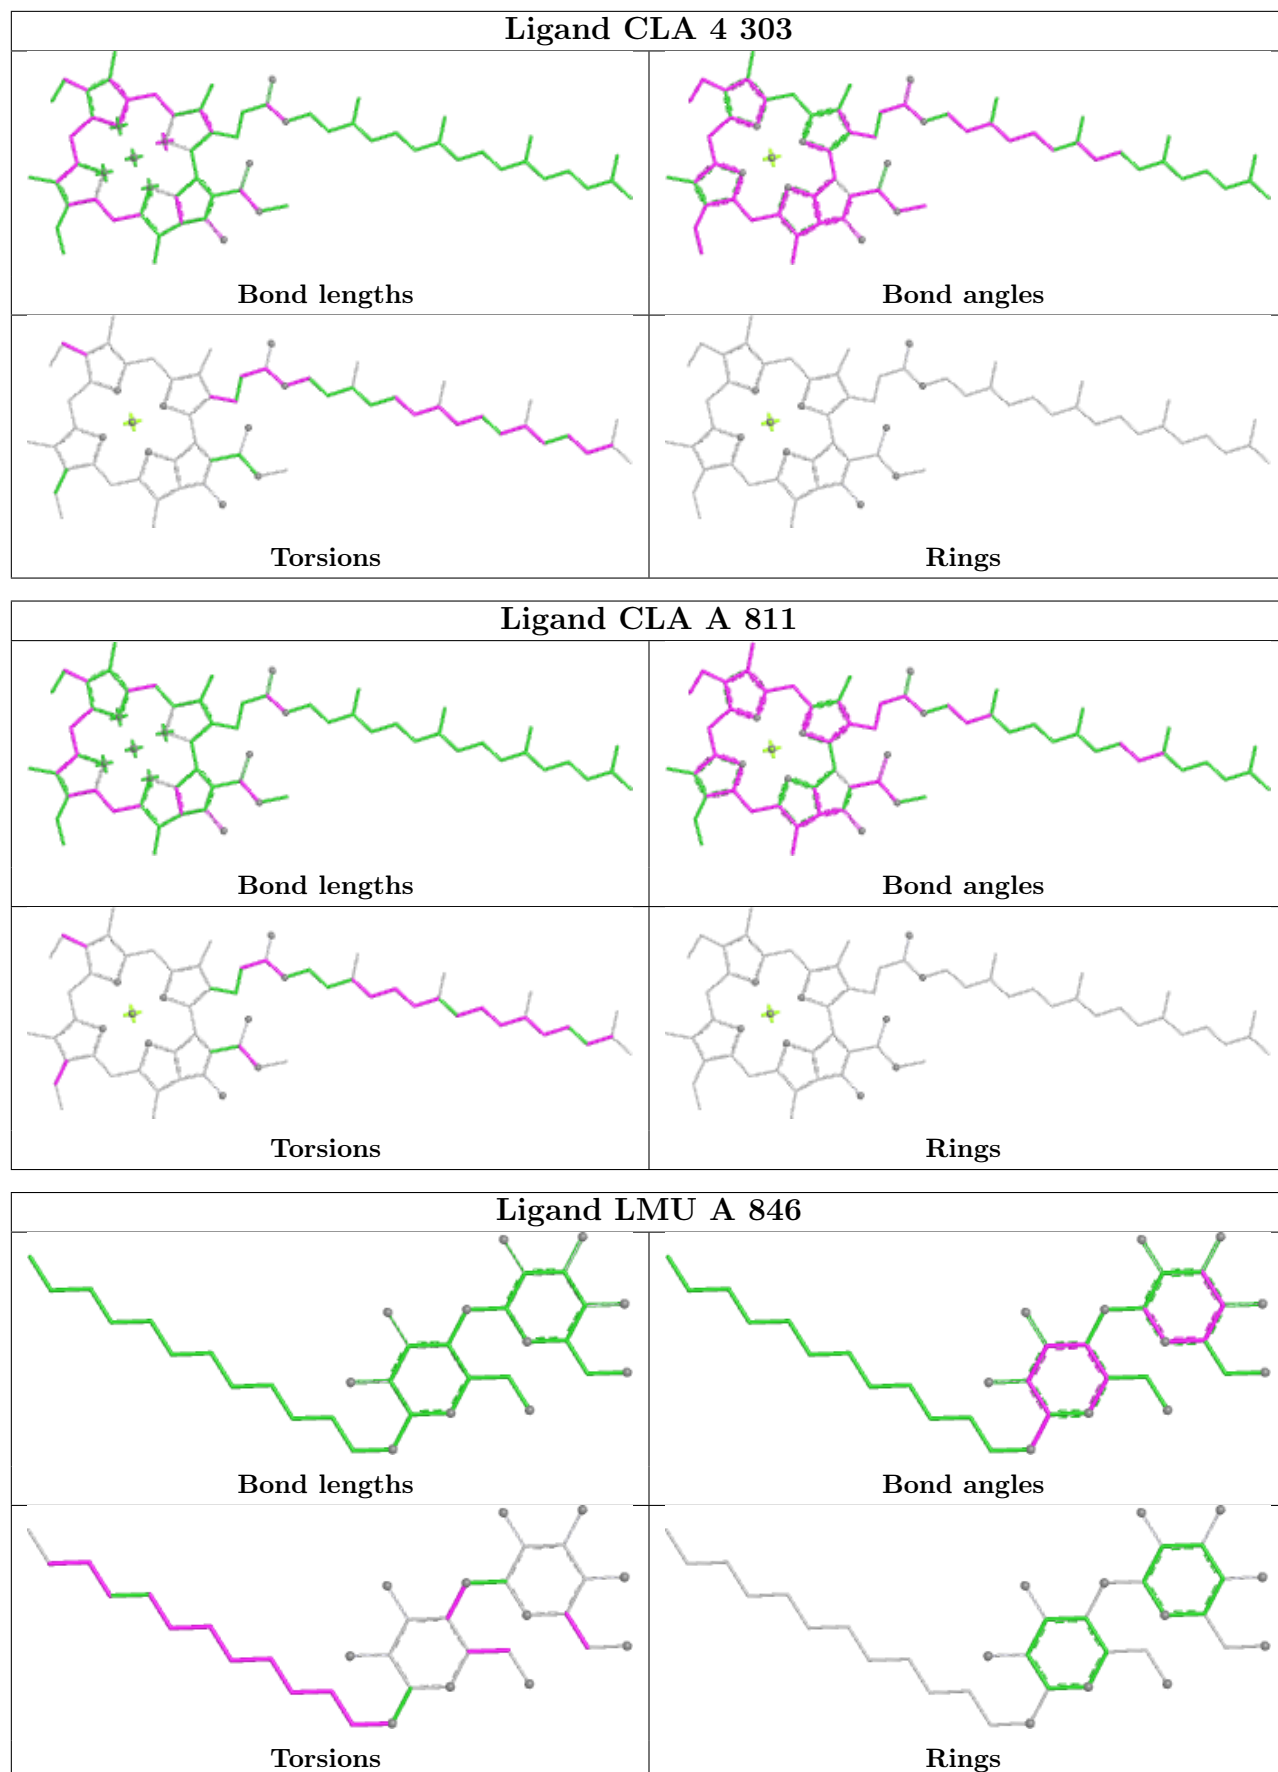 Ligand CLA 4 303
Bond lengths
Bond angles
Torsions
Rings
Ligand CLA A 811
Bond lengths
Bond angles
Torsions
Rings
Ligand LMU A 846
Bond lengths
Bond angles
Torsions
Rings